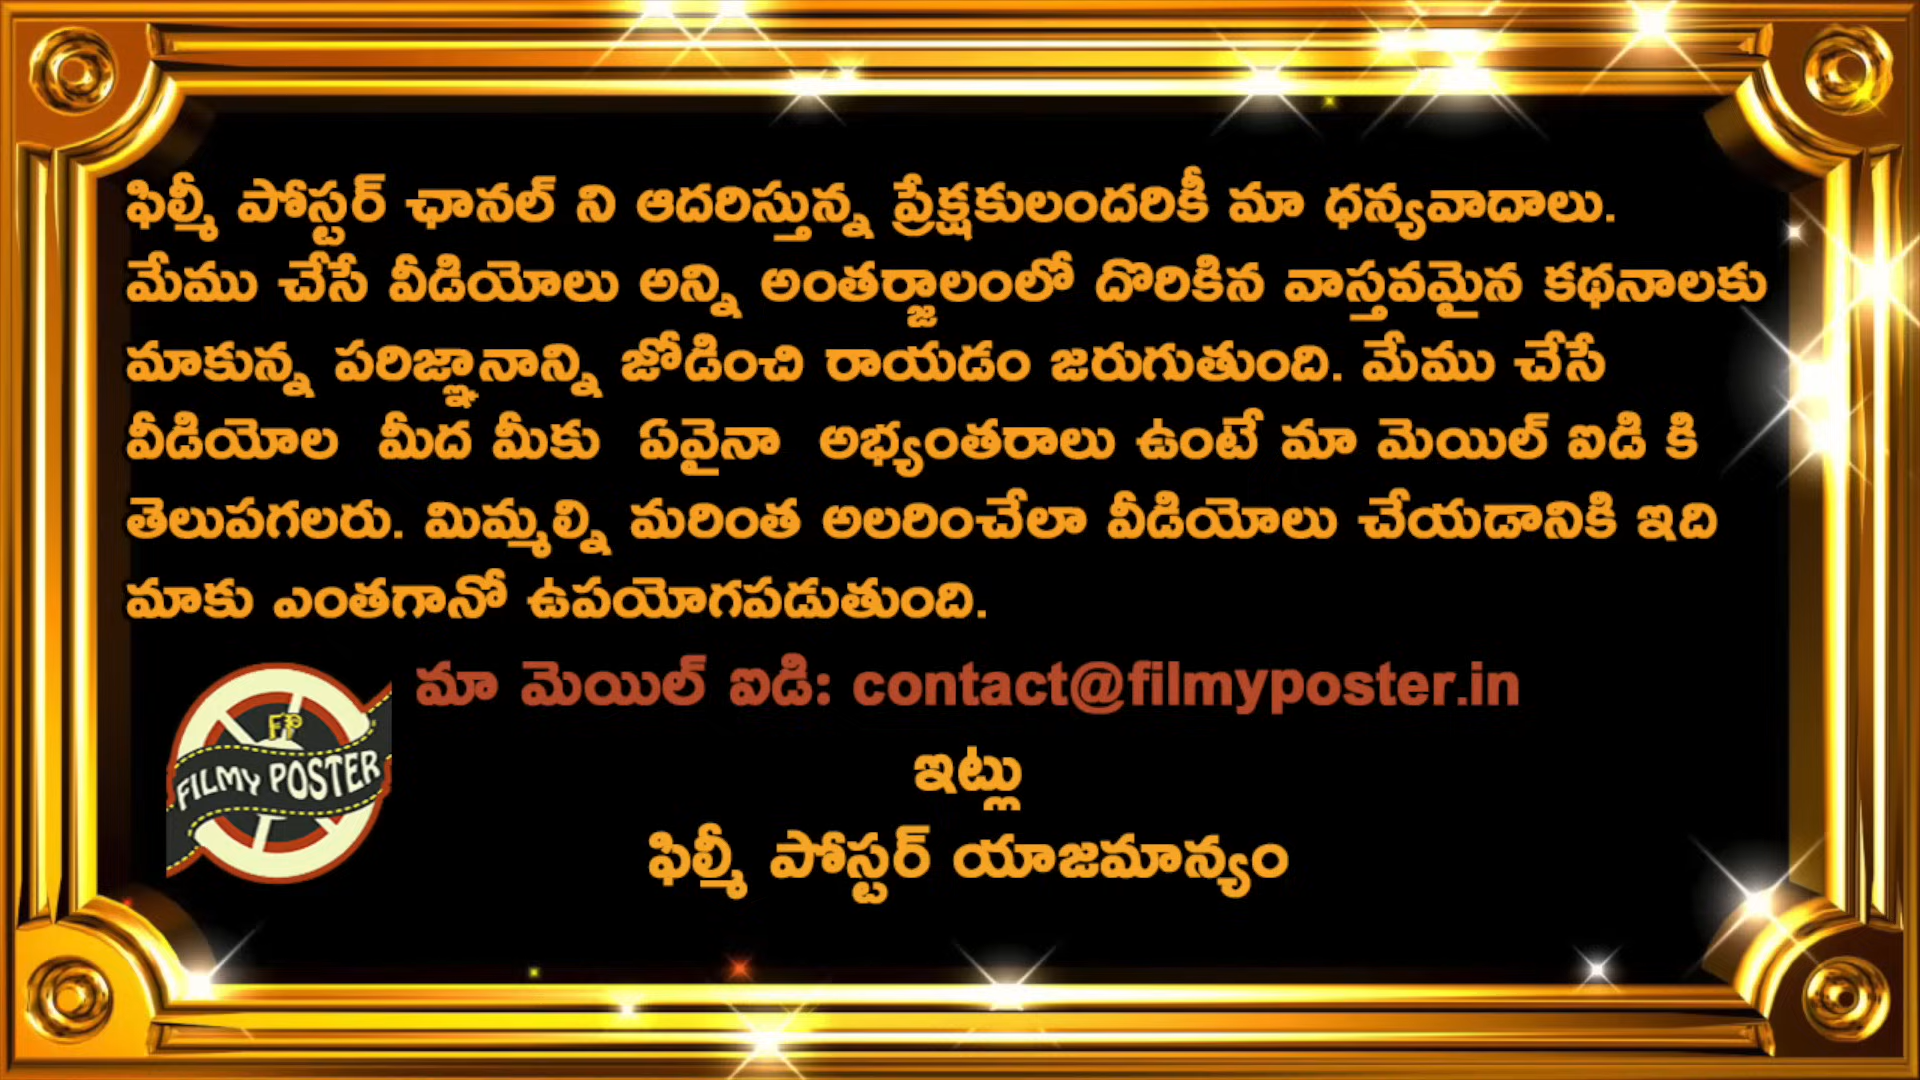 ఫిల్మీ పోస్టర్ ఛానల్ ని ఆదరిస్తున్న ప్రేక్షకులందరికీ మా ధన్యవాదాలు.
మేము చేసే వీడియోలు అన్ని అంతర్జాలంలో దొరికిన వాస్తవమైన కథనాలకు
మాకున్న పరిజ్ఞానాన్ని జోడించి రాయడం జరుగుతుంది. మేము చేసే
వీడియోల మీద మీకు ఏవైనా అభ్యంతరాలు ఉంటే మా మెయిల్ ఐడి కి
తెలుపగలరు. మిమ్మల్ని మరింత అలరించేలా వీడియోలు చేయడానికి ఇది
మాకు ఎంతగానో ఉపయోగపడుతుంది.
మా మెయిల్ ఐడి: contact@filmyposter.in
FP
FILMY POSTER
ఇట్లు
ఫిల్మీ పోస్టర్ యాజమాన్యం